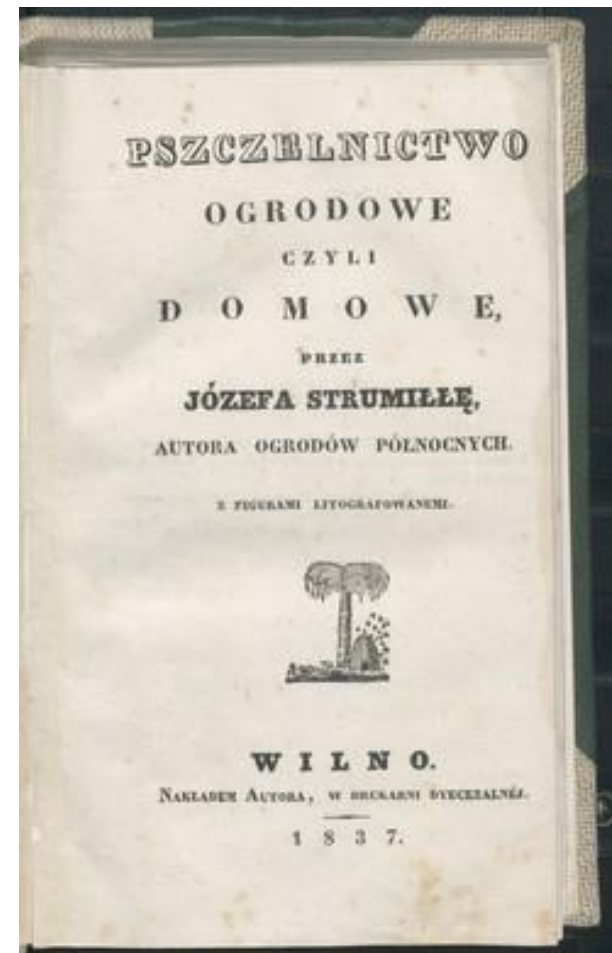 PSZCZELNICTWO
OGRODOWE
CZYLI
DOMOWE,
PRZEZ
JÓZEFA STRUMIŁŁĘ,
AUTORA OGRODÓW PÓŁNOCNYCH.
Z FIGURAMI LITOGRAFOWANEMI.
WILNO.
NAKŁADEM AUTORA, W DRUKARNI DYECEZALNÉJ.
1837.